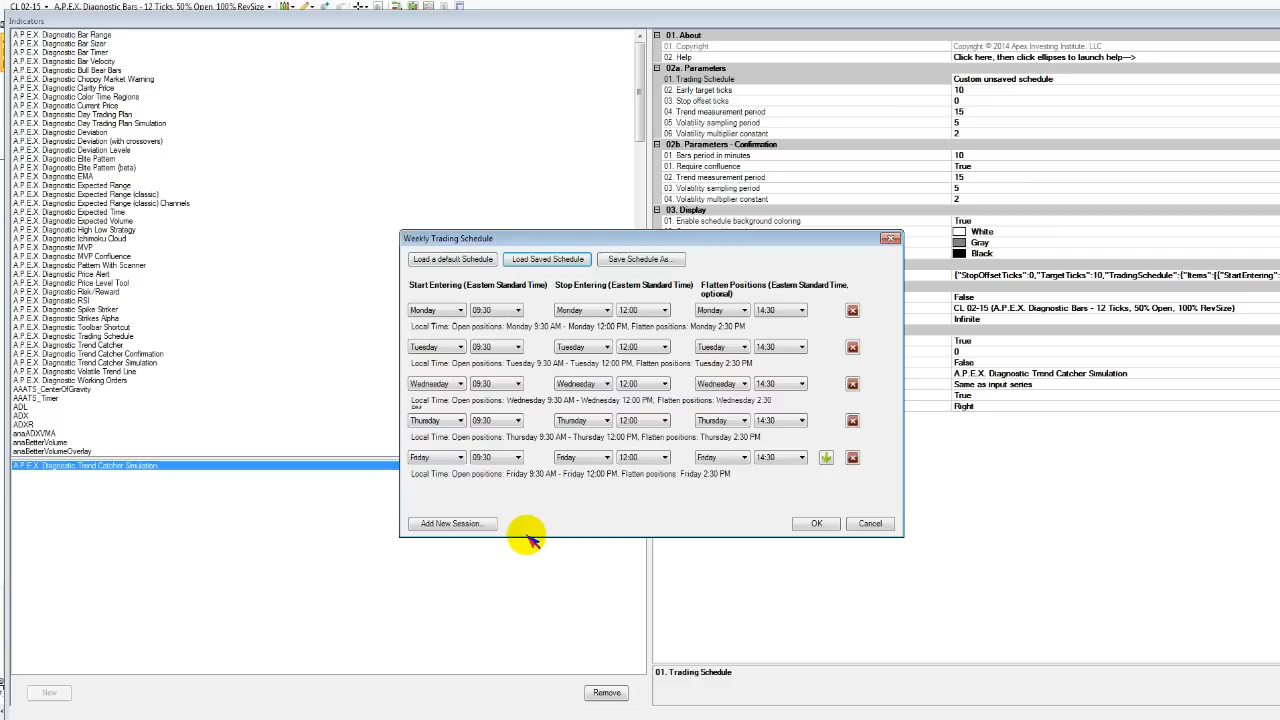 CL 02-15 A.P.E.X. Diagnostic Bars - 12 Ticks, 50% Open, 100% RevSize
Indicators
A.P.E.X. Diagnostic Bar Range
A.P.E.X. Diagnostic Bar Sizer
A.P.E.X. Diagnostic Bar Timer
A.P.E.X. Diagnostic Bar Velocity
A.P.E.X. Diagnostic Bull Bear Bars
A.P.E.X. Diagnostic Choppy Market Warning
A.P.E.X. Diagnostic Clarity Price
A.P.E.X. Diagnostic Color Time Regions
A.P.E.X. Diagnostic Current Price
A.P.E.X. Diagnostic Day Trading Plan
A.P.E.X. Diagnostic Day Trading Plan Simulation
A.P.E.X. Diagnostic Deviation
A.P.E.X. Diagnostic Deviation (with crossovers)
A.P.E.X. Diagnostic Deviation Levels
A.P.E.X. Diagnostic Elite Pattern
A.P.E.X. Diagnostic Elite Pattern (beta)
A.P.E.X. Diagnostic EMA
A.P.E.X. Diagnostic Expected Range
A.P.E.X. Diagnostic Expected Range (classic)
A.P.E.X. Diagnostic Expected Range (classic) Channels
A.P.E.X. Diagnostic Expected Time
A.P.E.X. Diagnostic Expected Volume
A.P.E.X. Diagnostic High Low Strategy
A.P.E.X. Diagnostic Ichimoku Cloud
A.P.E.X. Diagnostic MVP
A.P.E.X. Diagnostic MVP Confluence
A.P.E.X. Diagnostic Pattern With Scanner
A.P.E.X. Diagnostic Price Alert
A.P.E.X. Diagnostic Price Level Tool
A.P.E.X. Diagnostic Risk/Reward
A.P.E.X. Diagnostic RSI
A.P.E.X. Diagnostic Spike Striker
A.P.E.X. Diagnostic Strikes Alpha
A.P.E.X. Diagnostic Toolbar Shortcut
A.P.E.X. Diagnostic Trading Schedule
A.P.E.X. Diagnostic Trend Catcher
A.P.E.X. Diagnostic Trend Catcher Confirmation
A.P.E.X. Diagnostic Trend Catcher Simulation
A.P.E.X. Diagnostic Volatile Trend Line
A.P.E.X. Diagnostic Working Orders
AAATS_CenterOfGravity
AAATS_Timer
ADL
ADX
ADXR
anaADXVMA
anaBetterVolume
anaBetterVolumeOverlay
A.P.E.X. Diagnostic Trend Catcher Simulation
New
Remove
01. About
01. Copyright Copyright © 2014 Apex Investing Institute, LLC
02. Help Click here, then click ellipses to launch help--->
02a. Parameters
01. Trading Schedule Custom unsaved schedule
02. Early target ticks 10
03. Stop offset ticks 0
04. Trend measurement period 15
05. Volatility sampling period 5
06. Volatility multiplier constant 2
02b. Parameters - Confirmation
01. Bars period in minutes 10
01. Require confluence True
02. Trend measurement period 15
03. Volatility sampling period 5
04. Volatility multiplier constant 2
03. Display
01. Enable schedule background coloring True
White
Gray
Black
{"StopOffsetTicks":0,"TargetTicks":10,"TradingSchedule":{"Items":[{"StartEntering"
False
CL 02-15 (A.P.E.X. Diagnostic Bars - 12 Ticks, 50% Open, 100% RevSize)
Infinite
True
0
False
A.P.E.X. Diagnostic Trend Catcher Simulation
Same as input series
True
Right
01. Trading Schedule
Weekly Trading Schedule
Load a default Schedule Load Saved Schedule Save Schedule As...
Start Entering (Eastern Standard Time) Stop Entering (Eastern Standard Time) Flatten Positions (Eastern Standard Time, optional)
Monday 09:30 Monday 12:00 Monday 14:30
Local Time: Open positions: Monday 9:30 AM - Monday 12:00 PM, Flatten positions: Monday 2:30 PM
Tuesday 09:30 Tuesday 12:00 Tuesday 14:30
Local Time: Open positions: Tuesday 9:30 AM - Tuesday 12:00 PM, Flatten positions: Tuesday 2:30 PM
Wednesday 09:30 Wednesday 12:00 Wednesday 14:30
Local Time: Open positions: Wednesday 9:30 AM - Wednesday 12:00 PM, Flatten positions: Wednesday 2:30
PM
Thursday 09:30 Thursday 12:00 Thursday 14:30
Local Time: Open positions: Thursday 9:30 AM - Thursday 12:00 PM, Flatten positions: Thursday 2:30 PM
Friday 09:30 Friday 12:00 Friday 14:30
Local Time: Open positions: Friday 9:30 AM - Friday 12:00 PM, Flatten positions: Friday 2:30 PM
Add New Session... OK Cancel